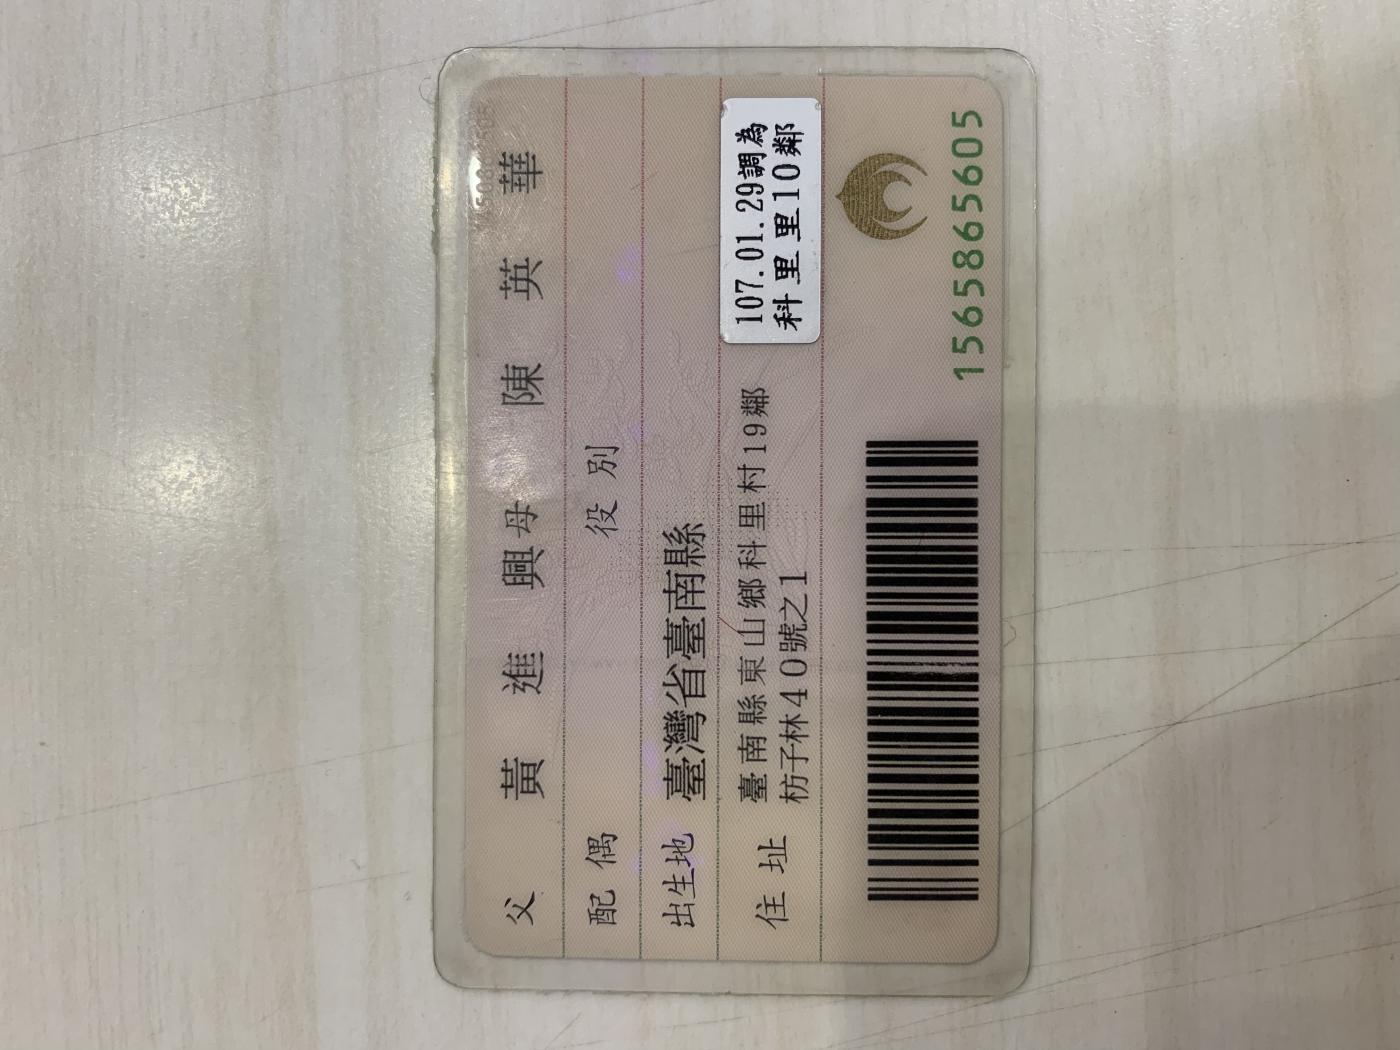 父 黃進興 母 陳英華
配偶 役別
出生地 臺灣省臺南縣
住址 臺南縣東山鄉科里村19鄰
枋子林40號之1
107.01.29調為
科里里10鄰
1565865605